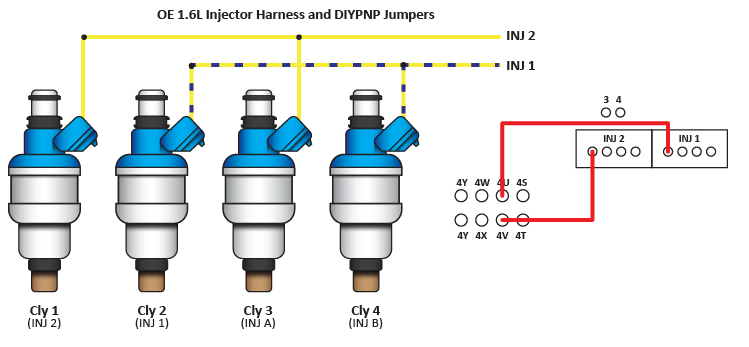 OE 1.6L Injector Harness and DIYPNP Jumpers
INJ 2
INJ 1
3 4
INJ 2 INJ 1
4Y 4W 4U 4S
4Y 4X 4V 4T
Cly 1 Cly 2 Cly 3 Cly 4
(INJ 2) (INJ 1) (INJ A) (INJ B)